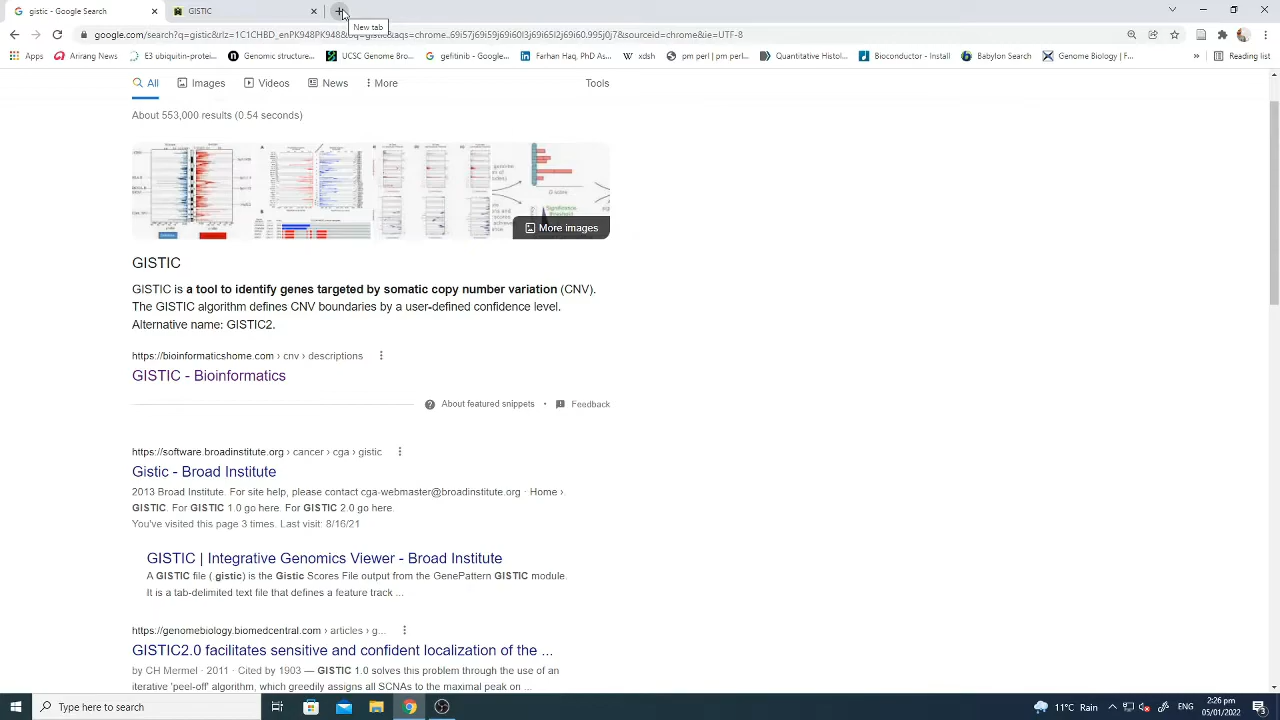 gistic - Google Search
GISTIC
New tab
google.com/search?q=gistic&rlz=1C1CHBD_enPK948PK948&oq=gistic&aqs=chrome..69i57j69i59j69i60l3j69i65l2j69i60.995j0j7&sourceid=chrome&ie=UTF-8
Apps
Arirang News
E3 ubiquitin-protei...
Genomic structure...
UCSC Genome Bro...
gefitinib - Google...
Farhan Haq, PhD As...
xdsh
pm perl | pm perl...
Quantitative Histol...
Bioconductor - Install
Babylon Search
Genome Biology | F...
»
Reading list
All
Images
Videos
News
More
Tools
About 553,000 results (0.54 seconds)
More images
GISTIC
GISTIC is a tool to identify genes targeted by somatic copy number variation (CNV).
The GISTIC algorithm defines CNV boundaries by a user-defined confidence level.
Alternative name: GISTIC2.
https://bioinformaticshome.com › cnv › descriptions
GISTIC - Bioinformatics
About featured snippets • Feedback
https://software.broadinstitute.org › cancer › cga › gistic
Gistic - Broad Institute
2013 Broad Institute. For site help, please contact cga-webmaster@broadinstitute.org · Home ›
GISTIC. For GISTIC 1.0 go here. For GISTIC 2.0 go here.
You've visited this page 3 times. Last visit: 8/16/21
GISTIC | Integrative Genomics Viewer - Broad Institute
A GISTIC file ( gistic) is the Gistic Scores File output from the GenePattern GISTIC module.
It is a tab-delimited text file that defines a feature track ...
https://genomebiology.biomedcentral.com › articles › g...
GISTIC2.0 facilitates sensitive and confident localization of the ...
by CH Mermel · 2011 · Cited by 1903 — GISTIC 1.0 solves this problem through the use of an
iterative 'peel-off' algorithm, which greedily assigns all SCNAs to the maximal peak on ...
Type here to search
11°C Rain
ENG
2:26 pm
05/01/2022